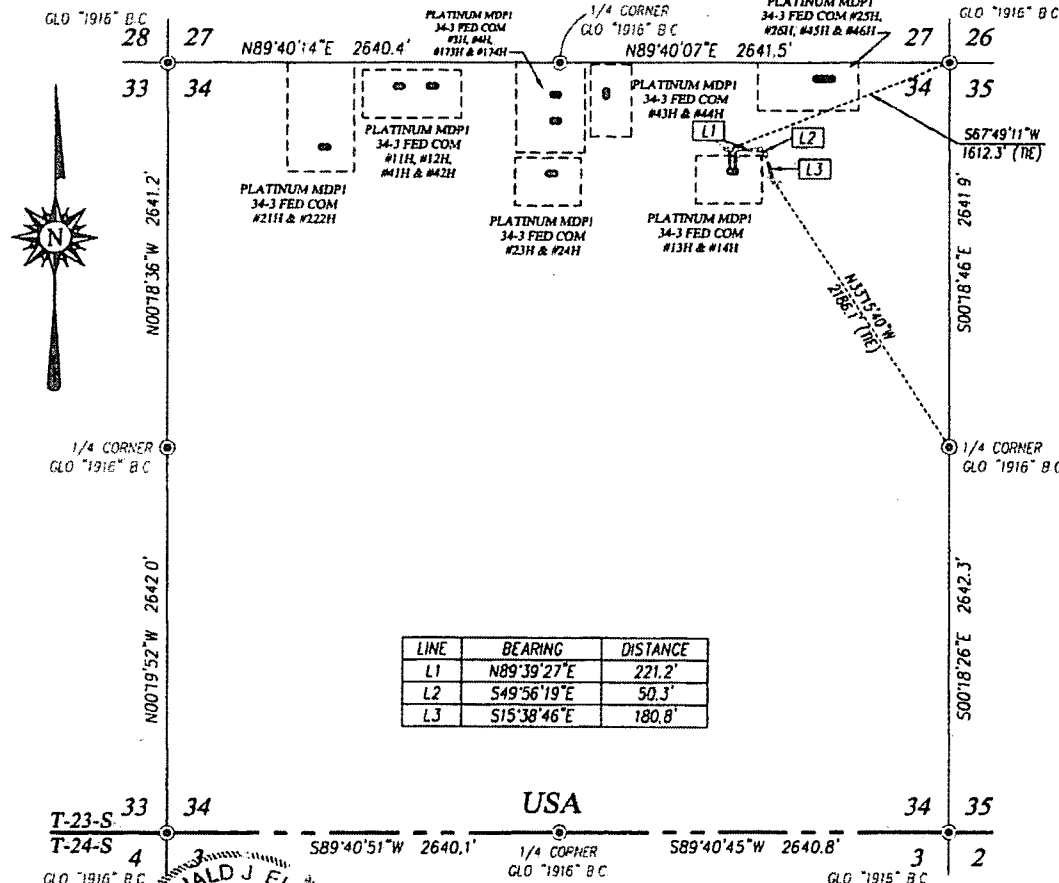 GLO "1916" B.C
28 27
33 34
N89°40'14"E 2640.4'
PLATINUM MDP1
34-3 FED COM
#173H & #174H
1/4 CORNER
GLO "1916" B.C
N89°40'07"E 2641.5'
PLATINUM MDP1
34-3 FED COM #25H,
#26H, #45H & #46H
GLO "1916" B.C
27 26
34 35
PLATINUM MDP1
34-3 FED COM
#21H & #222H
PLATINUM MDP1
34-3 FED COM
#11H, #12H,
#41H & #42H
PLATINUM MDP1
34-3 FED COM
#23H & #24H
PLATINUM MDP1
34-3 FED COM
#43H & #44H
PLATINUM MDP1
34-3 FED COM
#13H & #14H
L1
L2
L3
S67°49'11"W
1612.3' (TIE)
N
N00°18'36"W 2641.2'
S00°18'46"E 2641.9'
N33°15'40"W
2186.1' (TIE)
1/4 CORNER
GLO "1916" B.C
1/4 CORNER
GLO "1916" B.C
N00°19'52"W 2642.0'
S00°18'26"E 2642.3'
LINE BEARING DISTANCE
L1 N89°39'27"E 221.2'
L2 S49°56'19"E 50.3'
L3 S15°38'46"E 180.8'
USA
33 34
34 35
T-23-S
T-24-S
4 3
S89°40'51"W 2640.1'
1/4 CORNER
GLO "1916" B.C
S89°40'45"W 2640.8'
3 2
GLO "1916" B.C
GLO "1916" B.C